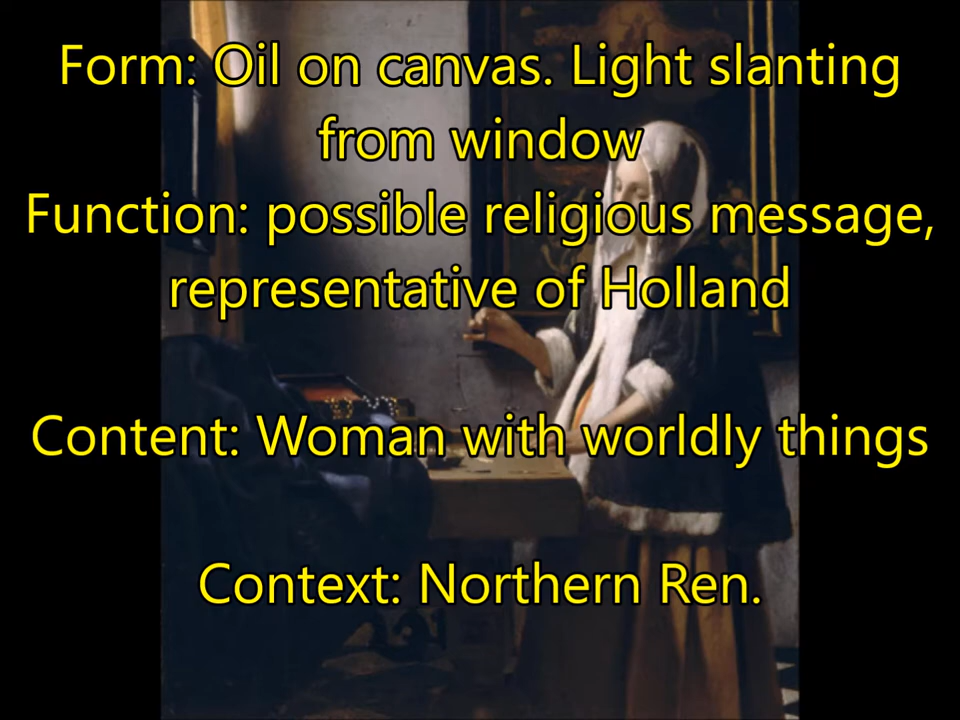 Form: Oil on canvas. Light slanting
from window
Function: possible religious message,
representative of Holland
Content: Woman with worldly things
Context: Northern Ren.